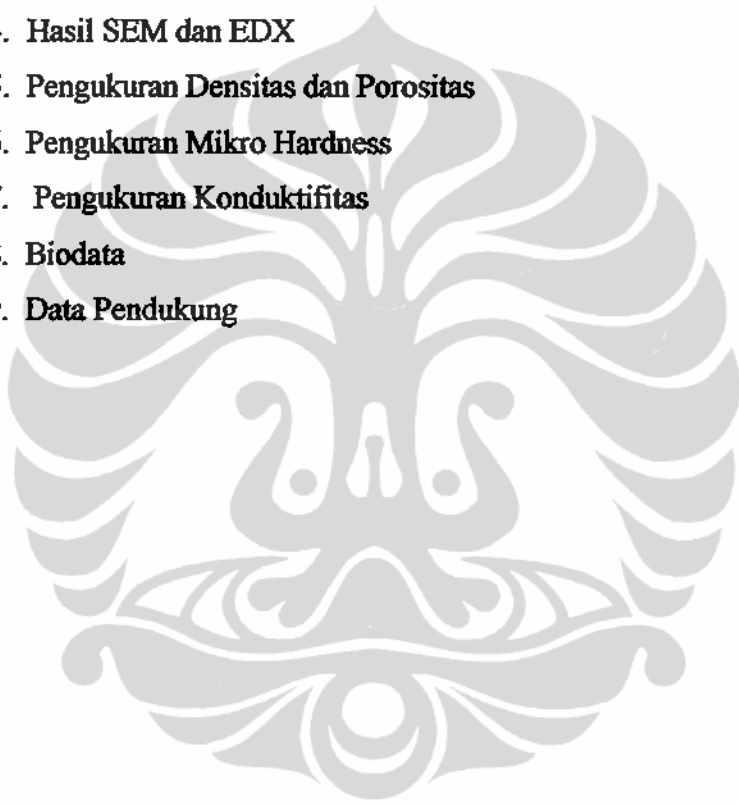 . Hasil SEM dan EDX
. Pengukuran Densitas dan Porositas
. Pengukuran Mikro Hardness
. Pengukuran Konduktifitas
. Biodata
. Data Pendukung